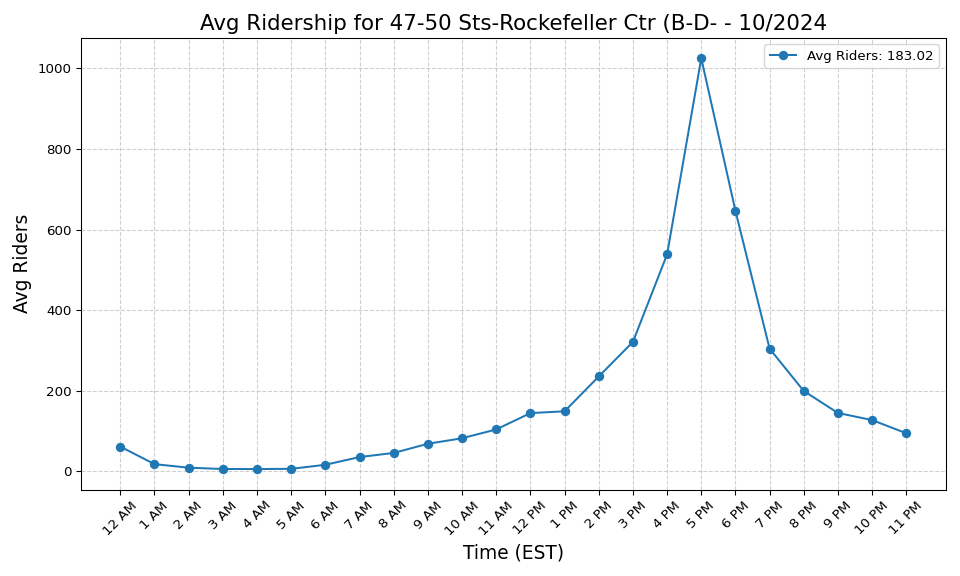 Avg Ridership for 47-50 Sts-Rockefeller Ctr (B-D- - 10/2024
Avg Riders: 183.02
1000
800
600
400
200
0
Avg Riders
12 AM 1 AM 2 AM 3 AM 4 AM 5 AM 6 AM 7 AM 8 AM 9 AM 10 AM 11 AM 12 PM 1 PM 2 PM 3 PM 4 PM 5 PM 6 PM 7 PM 8 PM 9 PM 10 PM 11 PM
Time (EST)